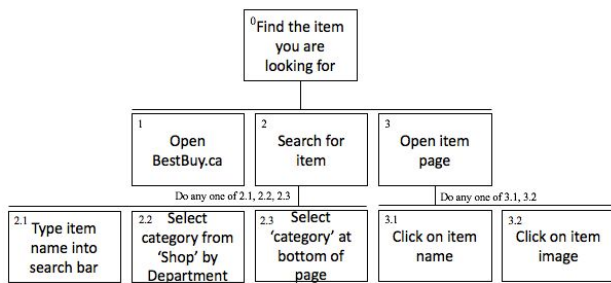 0 Find the item
you are
looking for
1
Open
BestBuy.ca
2
Search for
item
3
Open item
page
Do any one of 2.1, 2.2, 2.3
Do any one of 3.1, 3.2
2.1 Type item
name into
search bar
2.2 Select
category from
'Shop' by
Department
2.3 Select
'category' at
bottom of
page
3.1
Click on item
name
3.2
Click on item
image